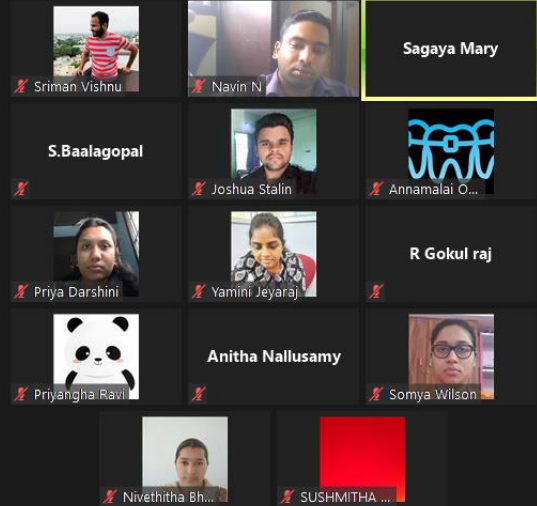 Sriman Vishnu
Navin N
Sagaya Mary
S.Baalagopal
Joshua Stalin
Annamalai O...
Priya Darshini
Yamini Jeyaraj
R Gokul raj
Priyangha Ravi
Anitha Nallusamy
Somya Wilson
Nivethitha Bh...
SUSHMITHA ...